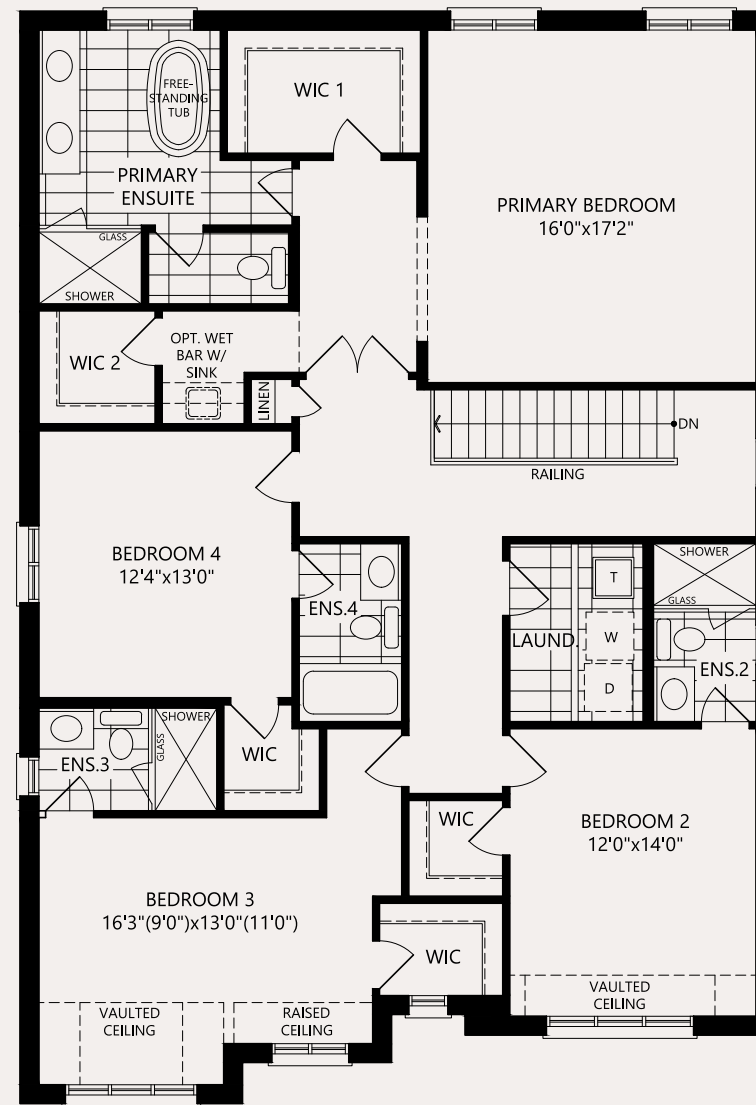 FREE-
STANDING
TUB
WIC 1
PRIMARY
ENSUITE
PRIMARY BEDROOM
16'0"x17'2"
GLASS
SHOWER
WIC 2
OPT. WET
BAR W/
SINK
LINEN
DN
RAILING
BEDROOM 4
12'4"x13'0"
ENS.4
LAUND.
T
W
D
SHOWER
GLASS
ENS.2
ENS.3
GLASS
SHOWER
WIC
WIC
BEDROOM 2
12'0"x14'0"
BEDROOM 3
16'3"(9'0")x13'0"(11'0")
WIC
VAULTED
CEILING
RAISED
CEILING
VAULTED
CEILING